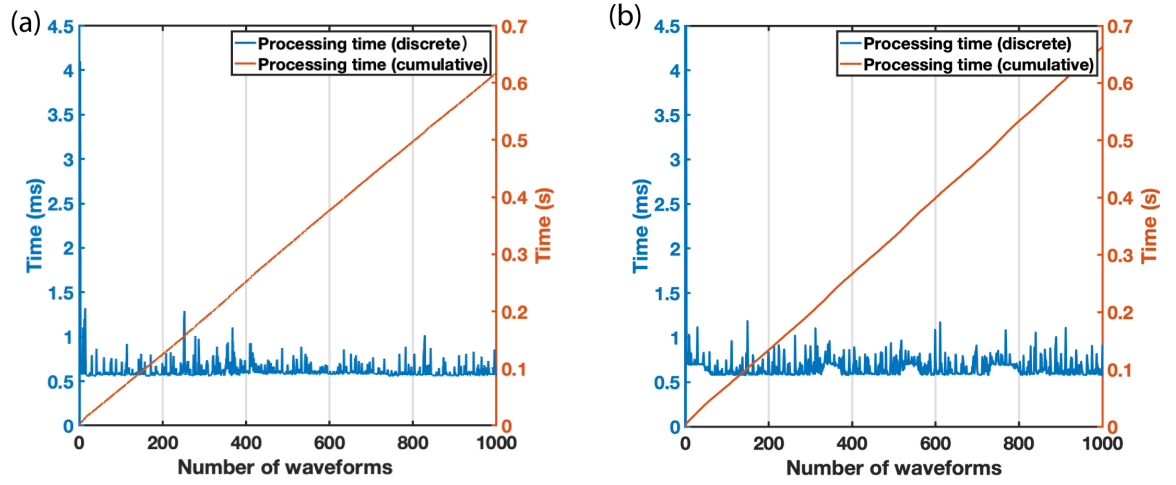 (a)
Processing time (discrete)
Processing time (cumulative)
Time (ms)
4.5
4
3.5
3
2.5
2
1.5
1
0.5
0
0.7
0.6
0.5
0.4
0.3
0.2
0.1
0
Time (s)
0 200 400 600 800 1000
Number of waveforms
(b)
Processing time (discrete)
Processing time (cumulative)
Time (ms)
4.5
4
3.5
3
2.5
2
1.5
1
0.5
0
0.7
0.6
0.5
0.4
0.3
0.2
0.1
0
Time (s)
0 200 400 600 800 1000
Number of waveforms